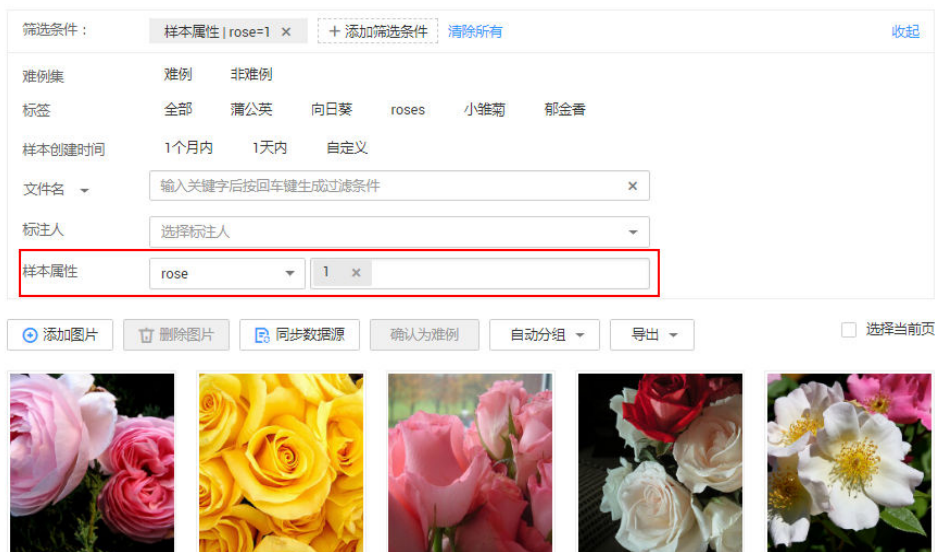 筛选条件： 样本属性 | rose=1 × + 添加筛选条件 清除所有 收起
难例集 难例 非难例
标签 全部 蒲公英 向日葵 roses 小雏菊 郁金香
样本创建时间 1个月内 1天内 自定义
文件名 输入关键字后按回车键生成过滤条件 ×
标注人 选择标注人
样本属性 rose 1 ×
添加图片 删除图片 同步数据源 确认为难例 自动分组 导出 选择当前页